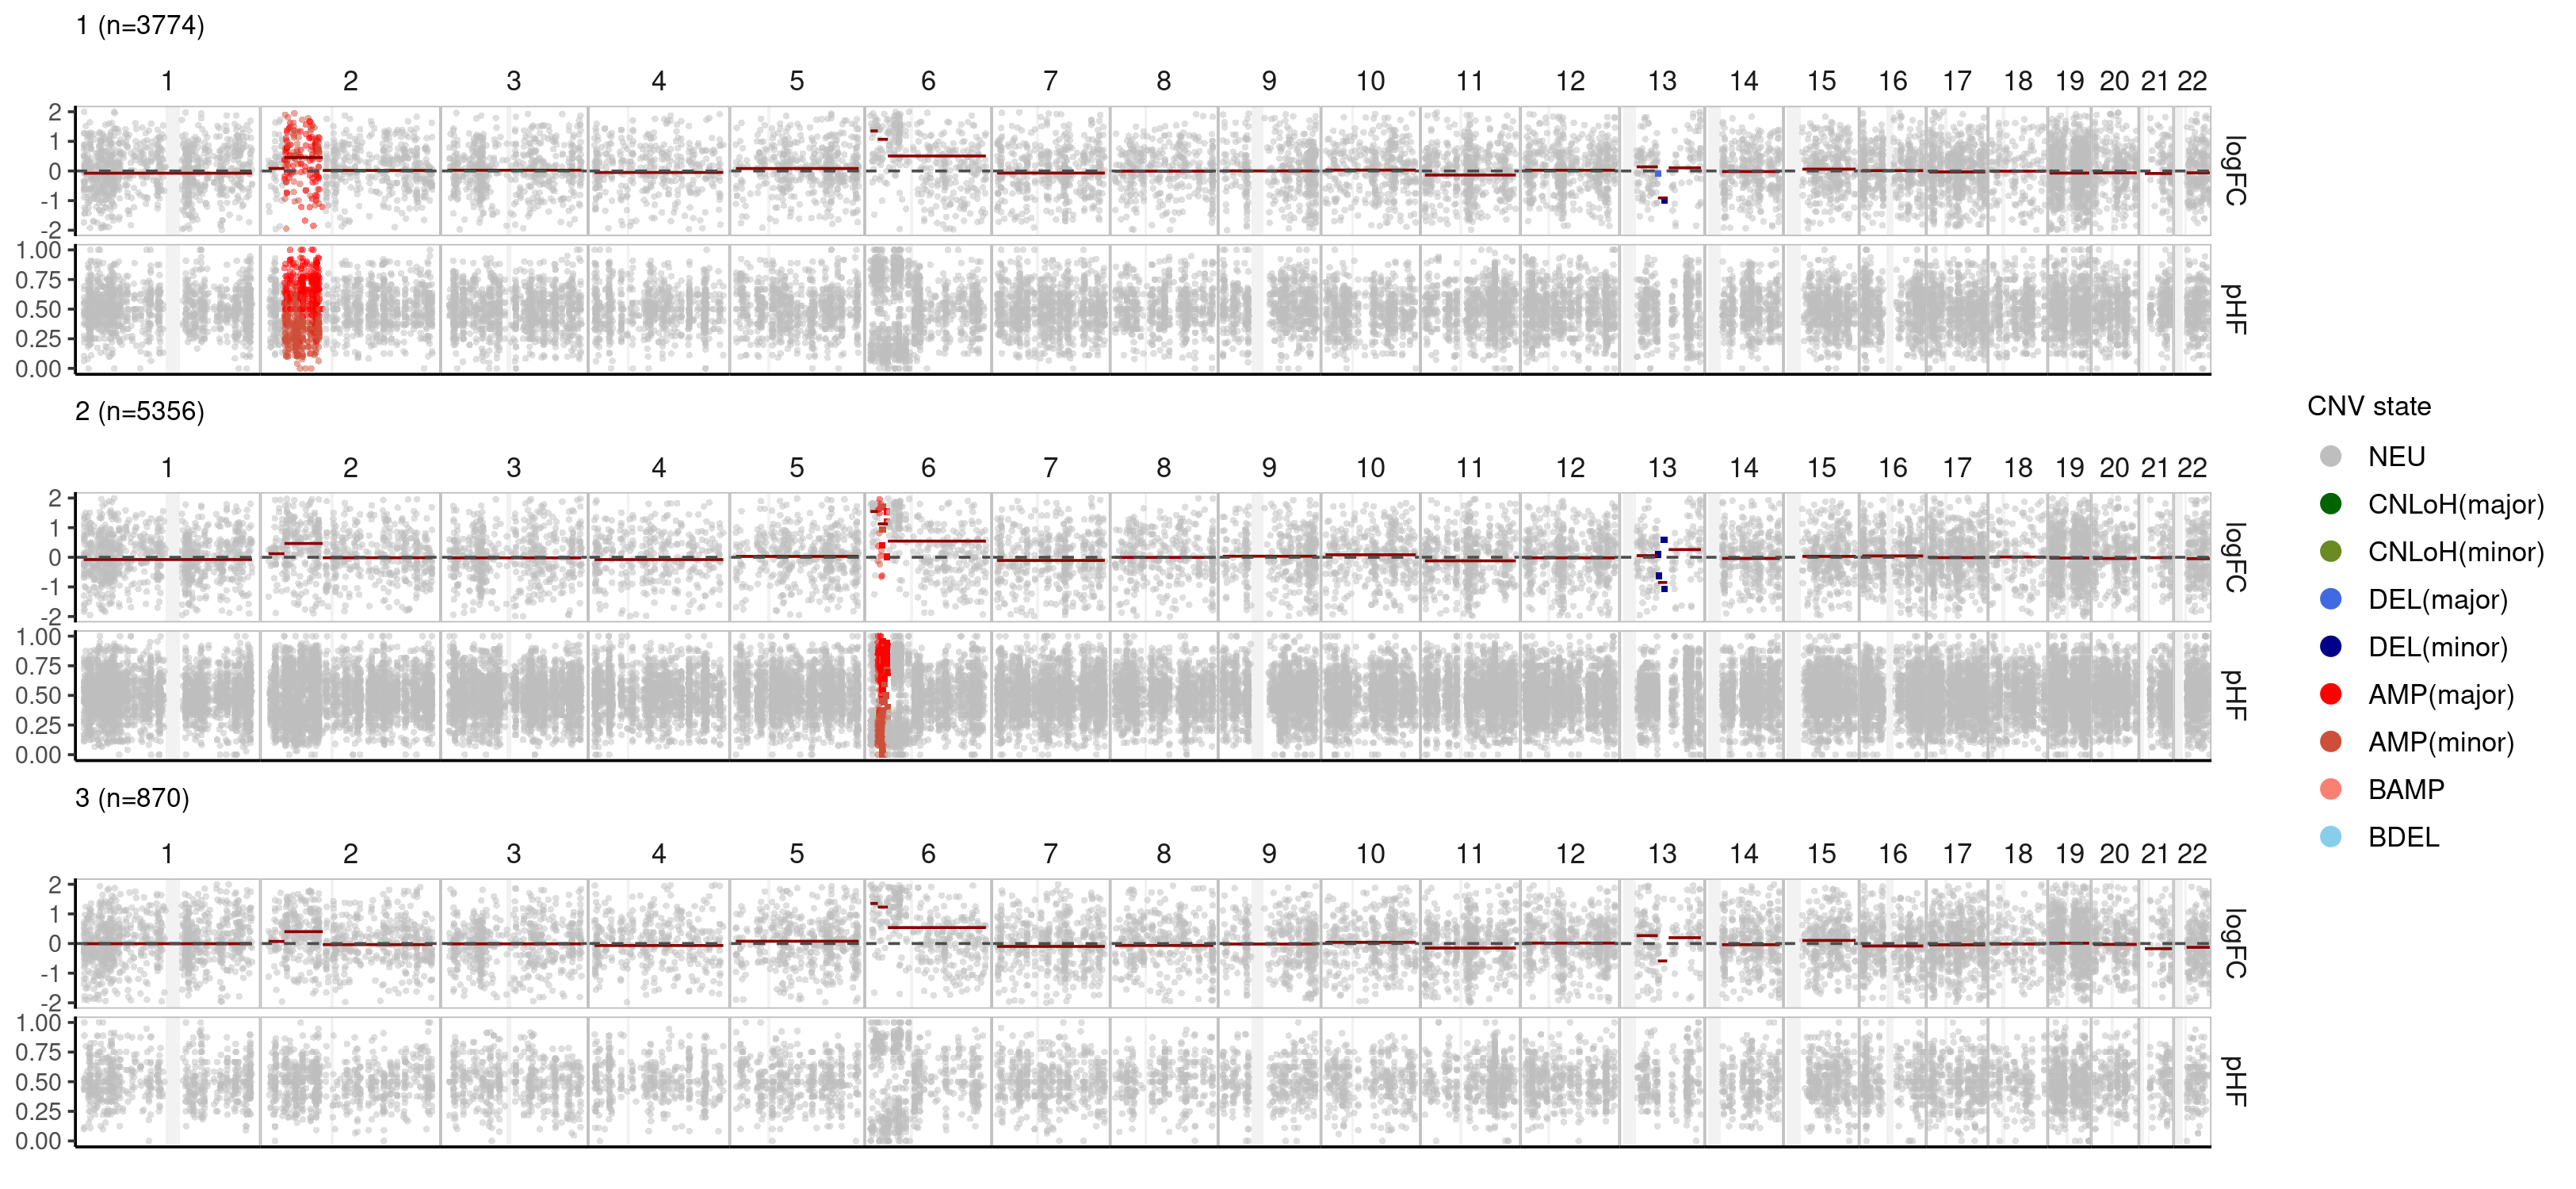 1 (n=3774)
1 2 3 4 5 6 7 8 9 10 11 12 13 14 15 16 17 18 19 20 21 22
2
1
0
-1
-2
logFC
1.00
0.75
0.50
0.25
0.00
pHF
2 (n=5356)
1 2 3 4 5 6 7 8 9 10 11 12 13 14 15 16 17 18 19 20 21 22
2
1
0
-1
-2
logFC
1.00
0.75
0.50
0.25
0.00
pHF
3 (n=870)
1 2 3 4 5 6 7 8 9 10 11 12 13 14 15 16 17 18 19 20 21 22
2
1
0
-1
-2
logFC
1.00
0.75
0.50
0.25
0.00
pHF
CNV state
NEU
CNLoH(major)
CNLoH(minor)
DEL(major)
DEL(minor)
AMP(major)
AMP(minor)
BAMP
BDEL